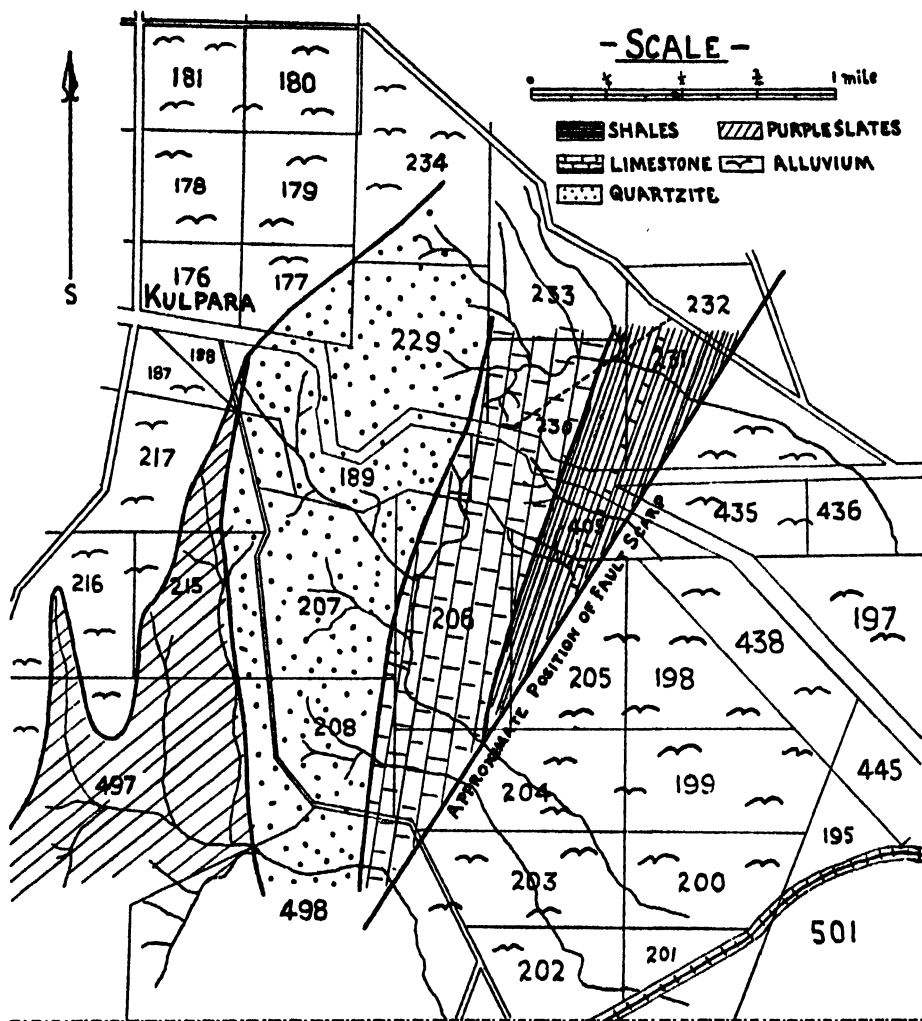 - SCALE -
0 ¼ ½ ¾ 1 mile
SHALES PURPLE SLATES
LIMESTONE ALLUVIUM
QUARTZITE
S
181 180
234
178 179
176 177
KULPARA
233 232
229 231
188
187
230
217
189
403 435 436
216 215
207 206
197
438
205 198
APPROXIMATE POSITION OF FAULT SCARP
208
497
204 199
445
195
203 200
498
501
202 201